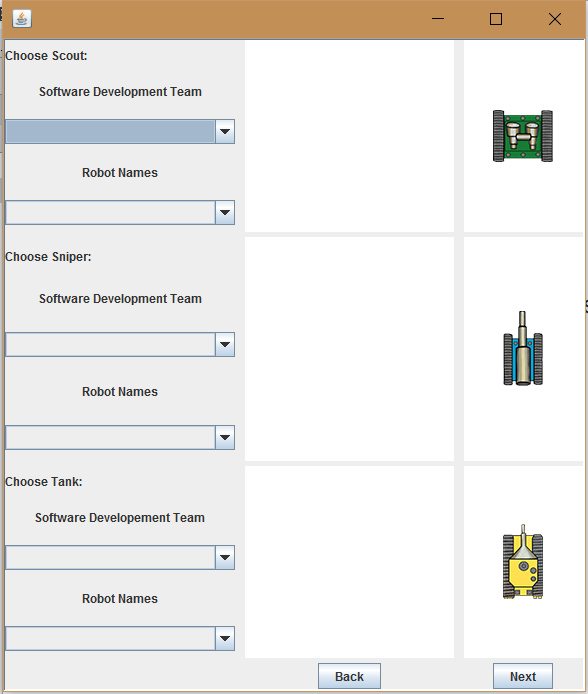 Choose Scout:
Software Development Team
Robot Names
Choose Sniper:
Software Development Team
Robot Names
Choose Tank:
Software Developement Team
Robot Names
Back
Next